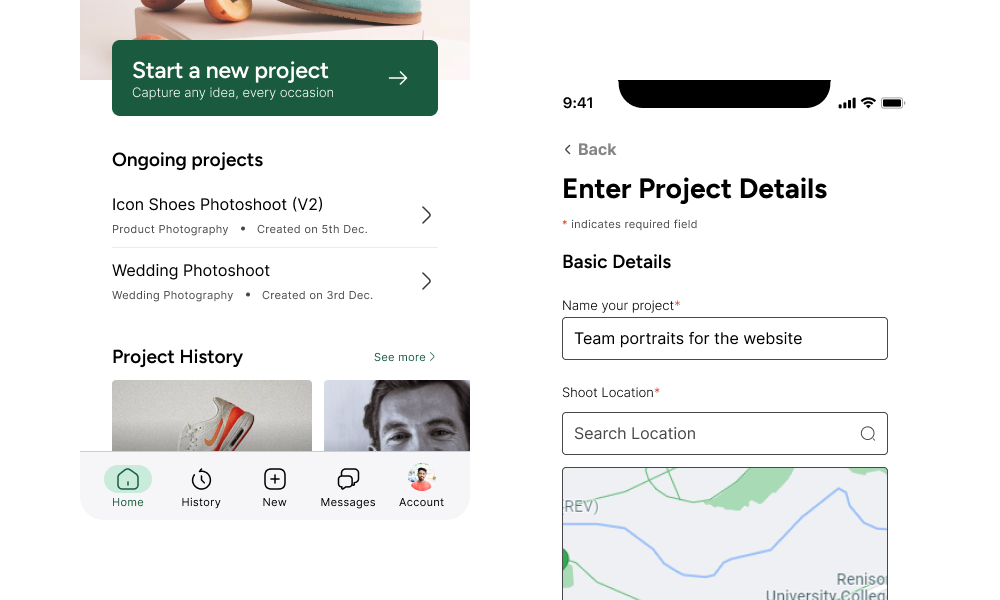 Start a new project
Capture any idea, every occasion
Ongoing projects
Icon Shoes Photoshoot (V2)
Product Photography • Created on 5th Dec.
Wedding Photoshoot
Wedding Photography • Created on 3rd Dec.
Project History
See more
Home
History
New
Messages
Account
9:41
Back
Enter Project Details
* indicates required field
Basic Details
Name your project*
Team portraits for the website
Shoot Location*
Search Location
REV)
Renison
University Colleg